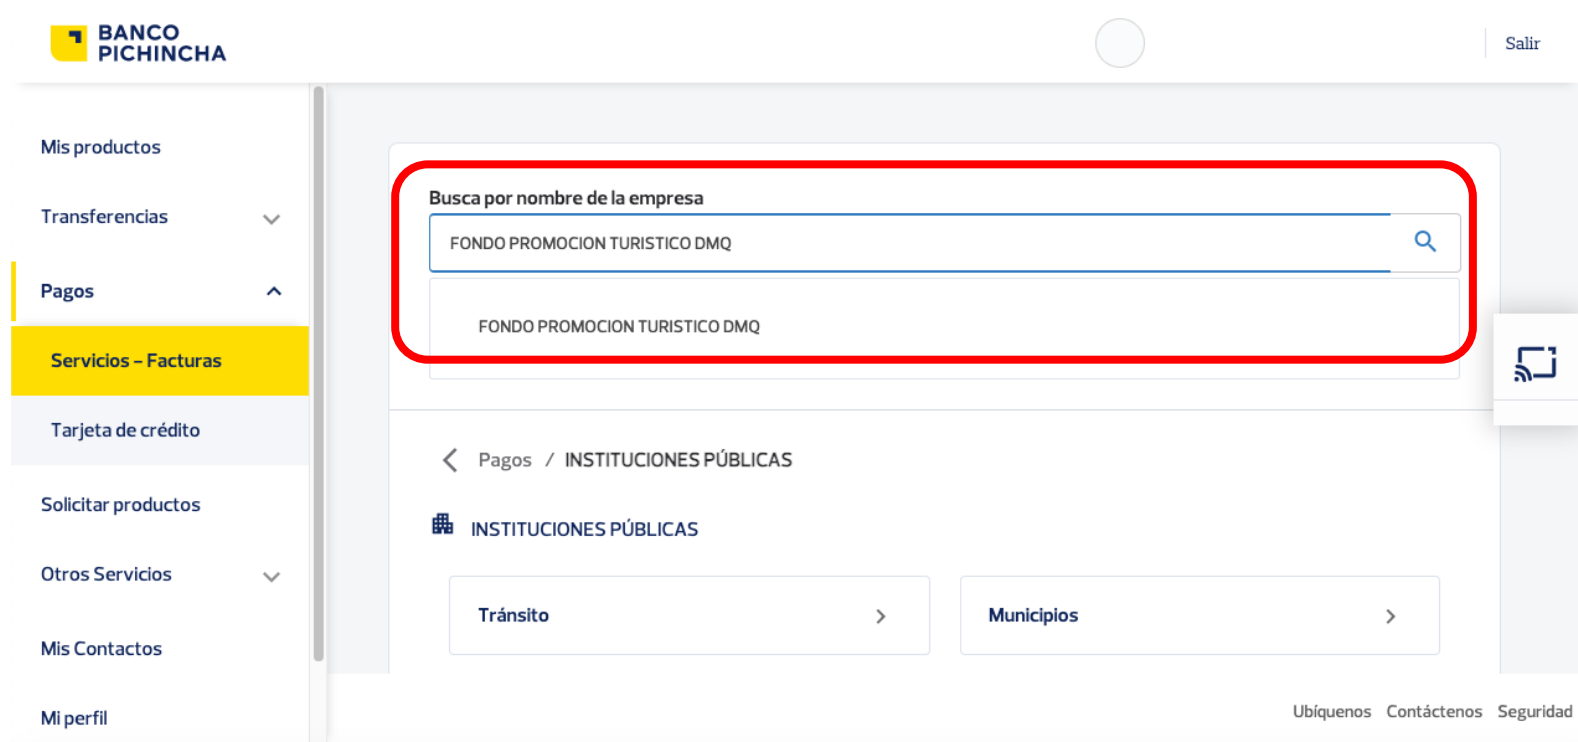 BANCO
PICHINCHA
Salir
Mis productos
Transferencias
Pagos
Servicios – Facturas
Tarjeta de crédito
Solicitar productos
Otros Servicios
Mis Contactos
Mi perfil
Busca por nombre de la empresa
FONDO PROMOCION TURISTICO DMQ
FONDO PROMOCION TURISTICO DMQ
Pagos / INSTITUCIONES PÚBLICAS
INSTITUCIONES PÚBLICAS
Tránsito
Municipios
Ubíquenos Contáctenos Seguridad